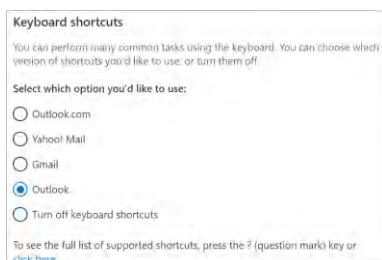 Keyboard shortcuts
You can perform many common tasks using the keyboard. You can choose which
version of shortcuts you'd like to use, or turn them off.
Select which option you'd like to use:
Outlook.com
Yahoo! Mail
Gmail
Outlook
Turn off keyboard shortcuts
To see the full list of supported shortcuts, press the ? (question mark) key or
click here